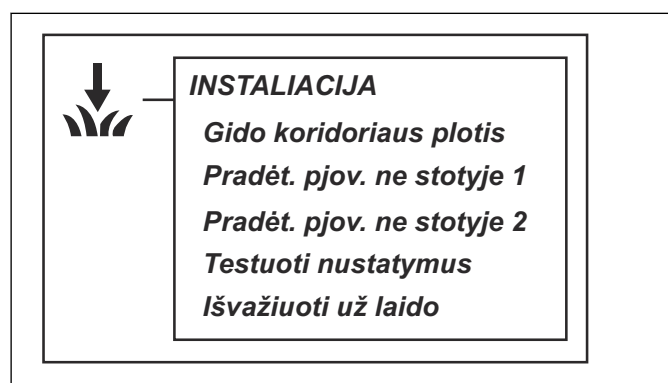 INSTALIACIJA
Gido koridoriaus plotis
Pradėt. pjov. ne stotyje 1
Pradėt. pjov. ne stotyje 2
Testuoti nustatymus
Išvažiuoti už laido